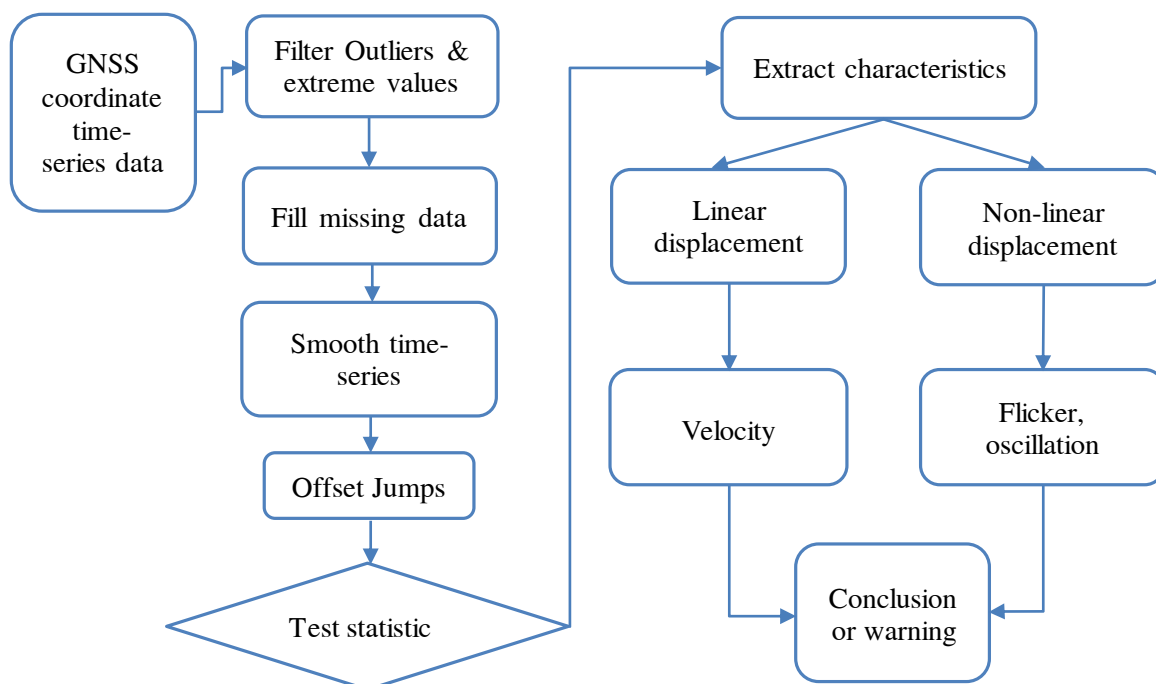 GNSS
coordinate
time-
series data
Filter Outliers &
extreme values
Fill missing data
Smooth time-
series
Offset Jumps
Test statistic
Extract characteristics
Linear
displacement
Non-linear
displacement
Velocity
Flicker,
oscillation
Conclusion
or warning